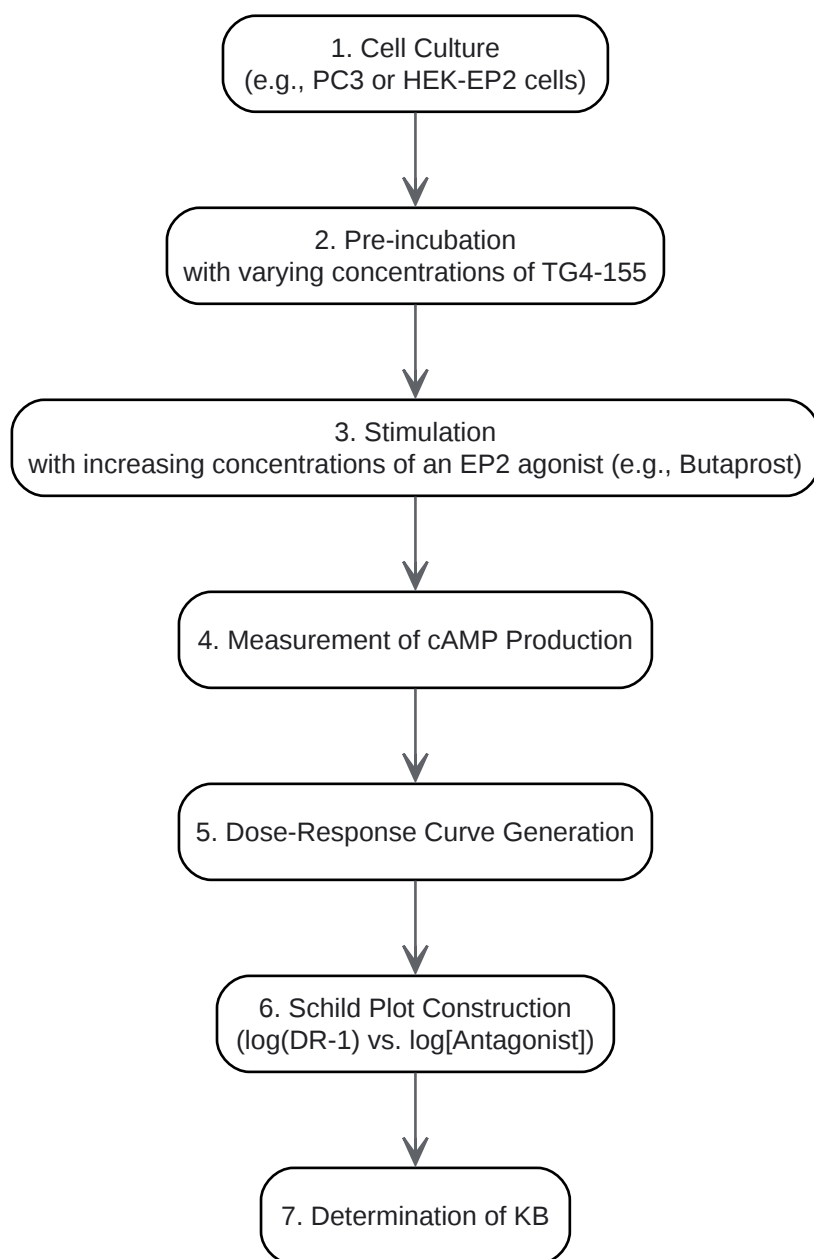 1. Cell Culture
(e.g., PC3 or HEK-EP2 cells)
2. Pre-incubation
with varying concentrations of TG4-155
3. Stimulation
with increasing concentrations of an EP2 agonist (e.g., Butaprost)
4. Measurement of cAMP Production
5. Dose-Response Curve Generation
6. Schild Plot Construction
(log(DR-1) vs. log[Antagonist])
7. Determination of KB